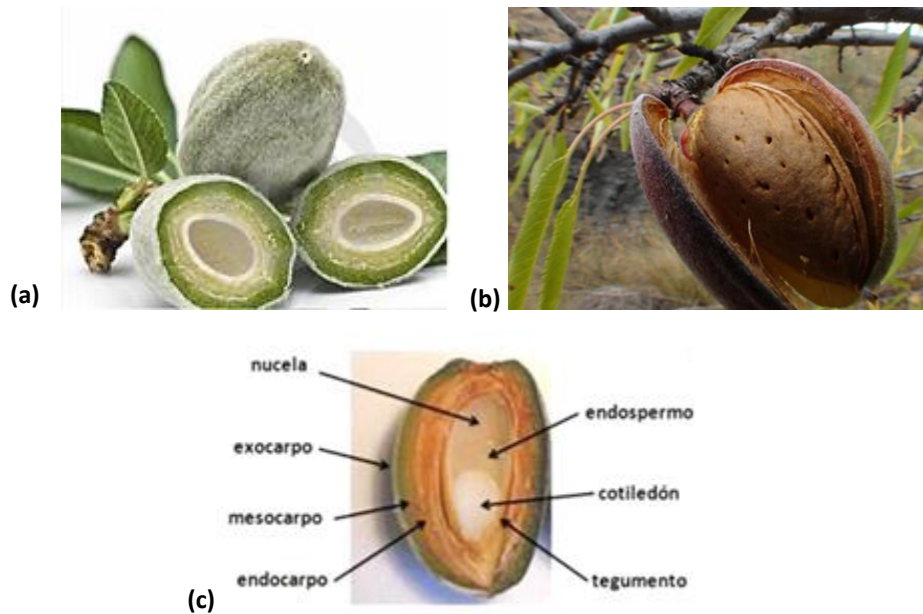 (a)
(b)
nucela
endospermo
exocarpo
cotiledón
mesocarpo
endocarpo
tegumento
(c)